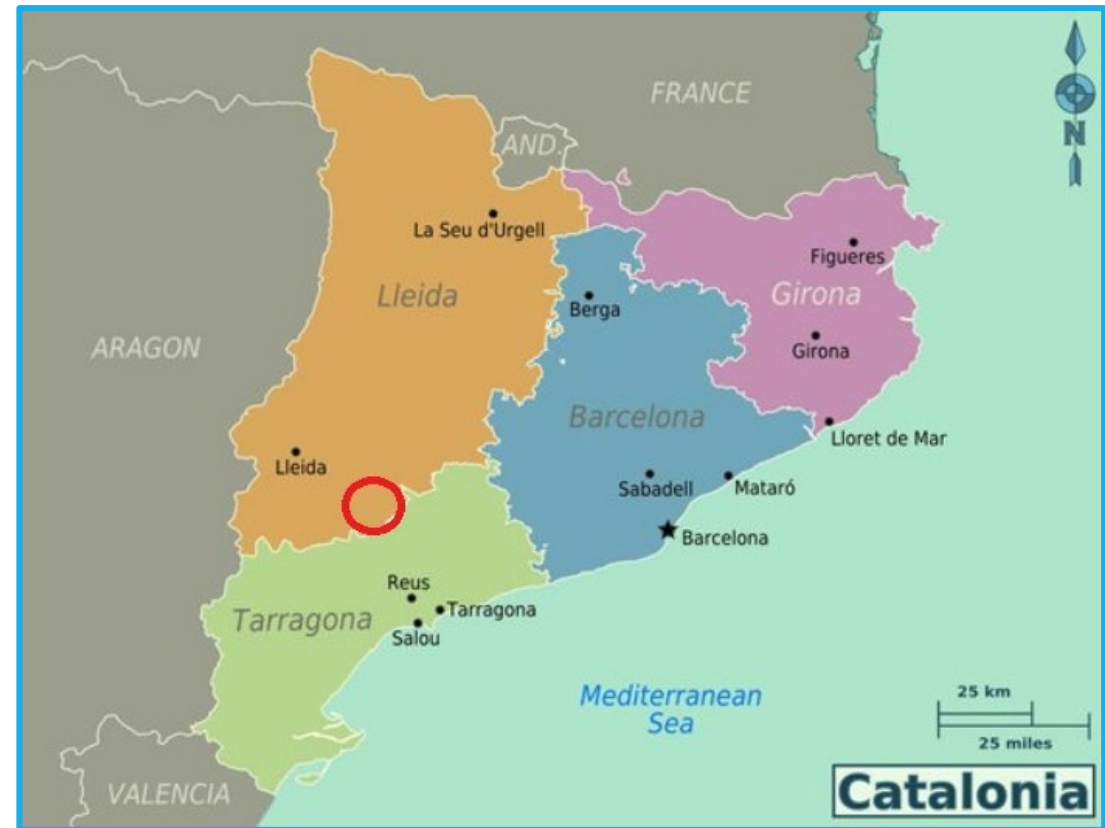 FRANCE
AND.
N
La Seu d'Urgell
Figueres
Lleida
Girona
Berga
ARAGON
Girona
Barcelona
Lloret de Mar
Lleida
Sabadell
Mataró
Barcelona
Reus
Tarragona
Tarragona
Salou
Mediterranean
Sea
25 km
25 miles
VALENCIA
Catalonia